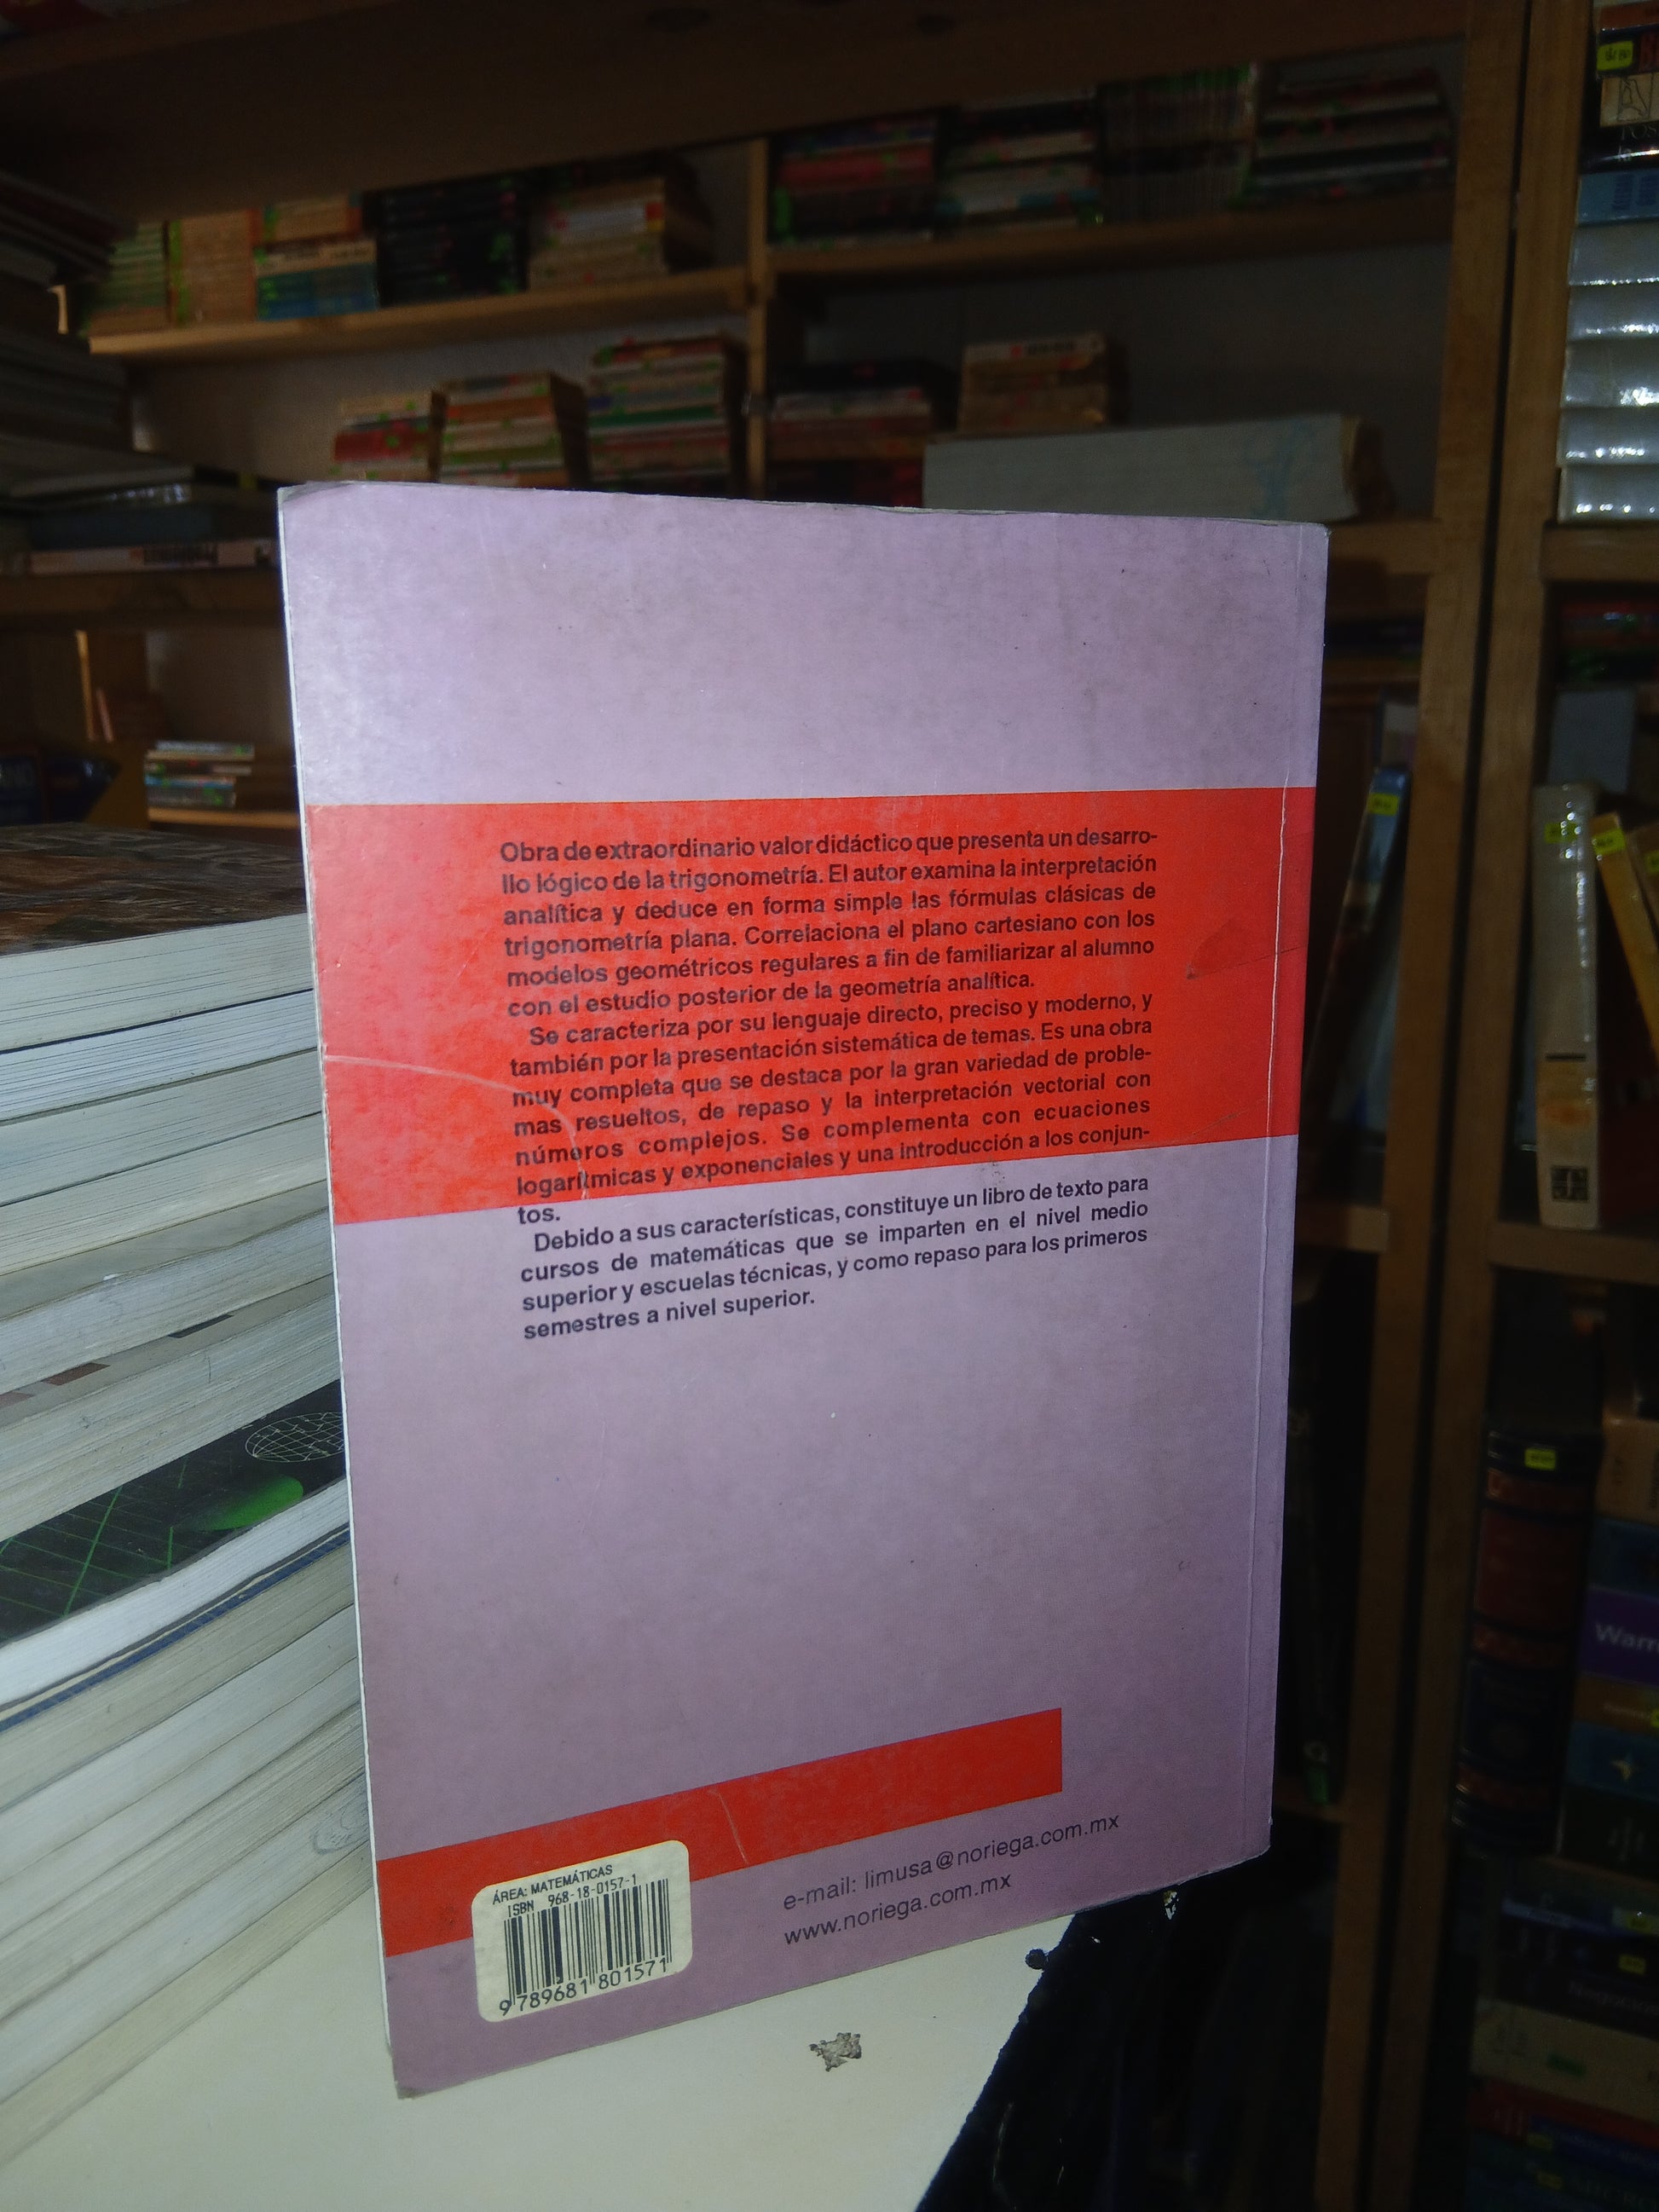 Obra de extraordinario valor didáctico que presenta un desarro-
llo lógico de la trigonometría. El autor examina la interpretación
analítica y deduce en forma simple las fórmulas clásicas de
trigonometría plana. Correlaciona el plano cartesiano con los
modelos geométricos regulares a fin de familiarizar al alumno
con el estudio posterior de la geometría analítica.
Se caracteriza por su lenguaje directo, preciso y moderno, y
también por la presentación sistemática de temas. Es una obra
muy completa que se destaca por la gran variedad de proble-
mas resueltos, de repaso y la interpretación vectorial con
números complejos. Se complementa con ecuaciones
logarítmicas y exponenciales y una introducción a los conjun-
tos.
Debido a sus características, constituye un libro de texto para
cursos de matemáticas que se imparten en el nivel medio
superior y escuelas técnicas, y como repaso para los primeros
semestres a nivel superior.
ÁREA: MATEMÁTICAS
ISBN 968-18-0157-1
9 789681 801571
e-mail: limusa@noriega.com.mx
www.noriega.com.mx